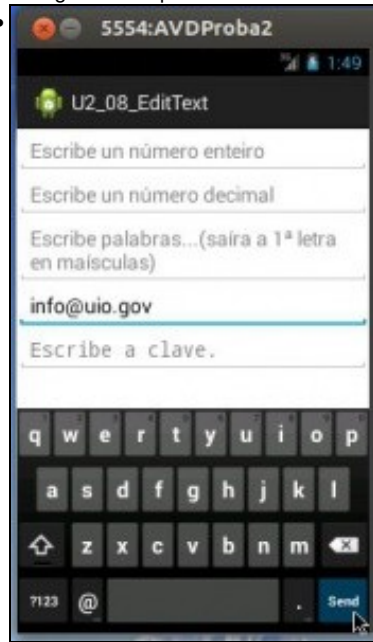 5554:AVDProba2
1:49
U2_08_EditText
Escribe un número enteiro
Escribe un número decimal
Escribe palabras...(saíra a 1ª letra
en maísculas)
info@uio.gov
Escribe a clave.
q w e r t y u i o p
a s d f g h j k l
z x c v b n m
?123 @ . Send